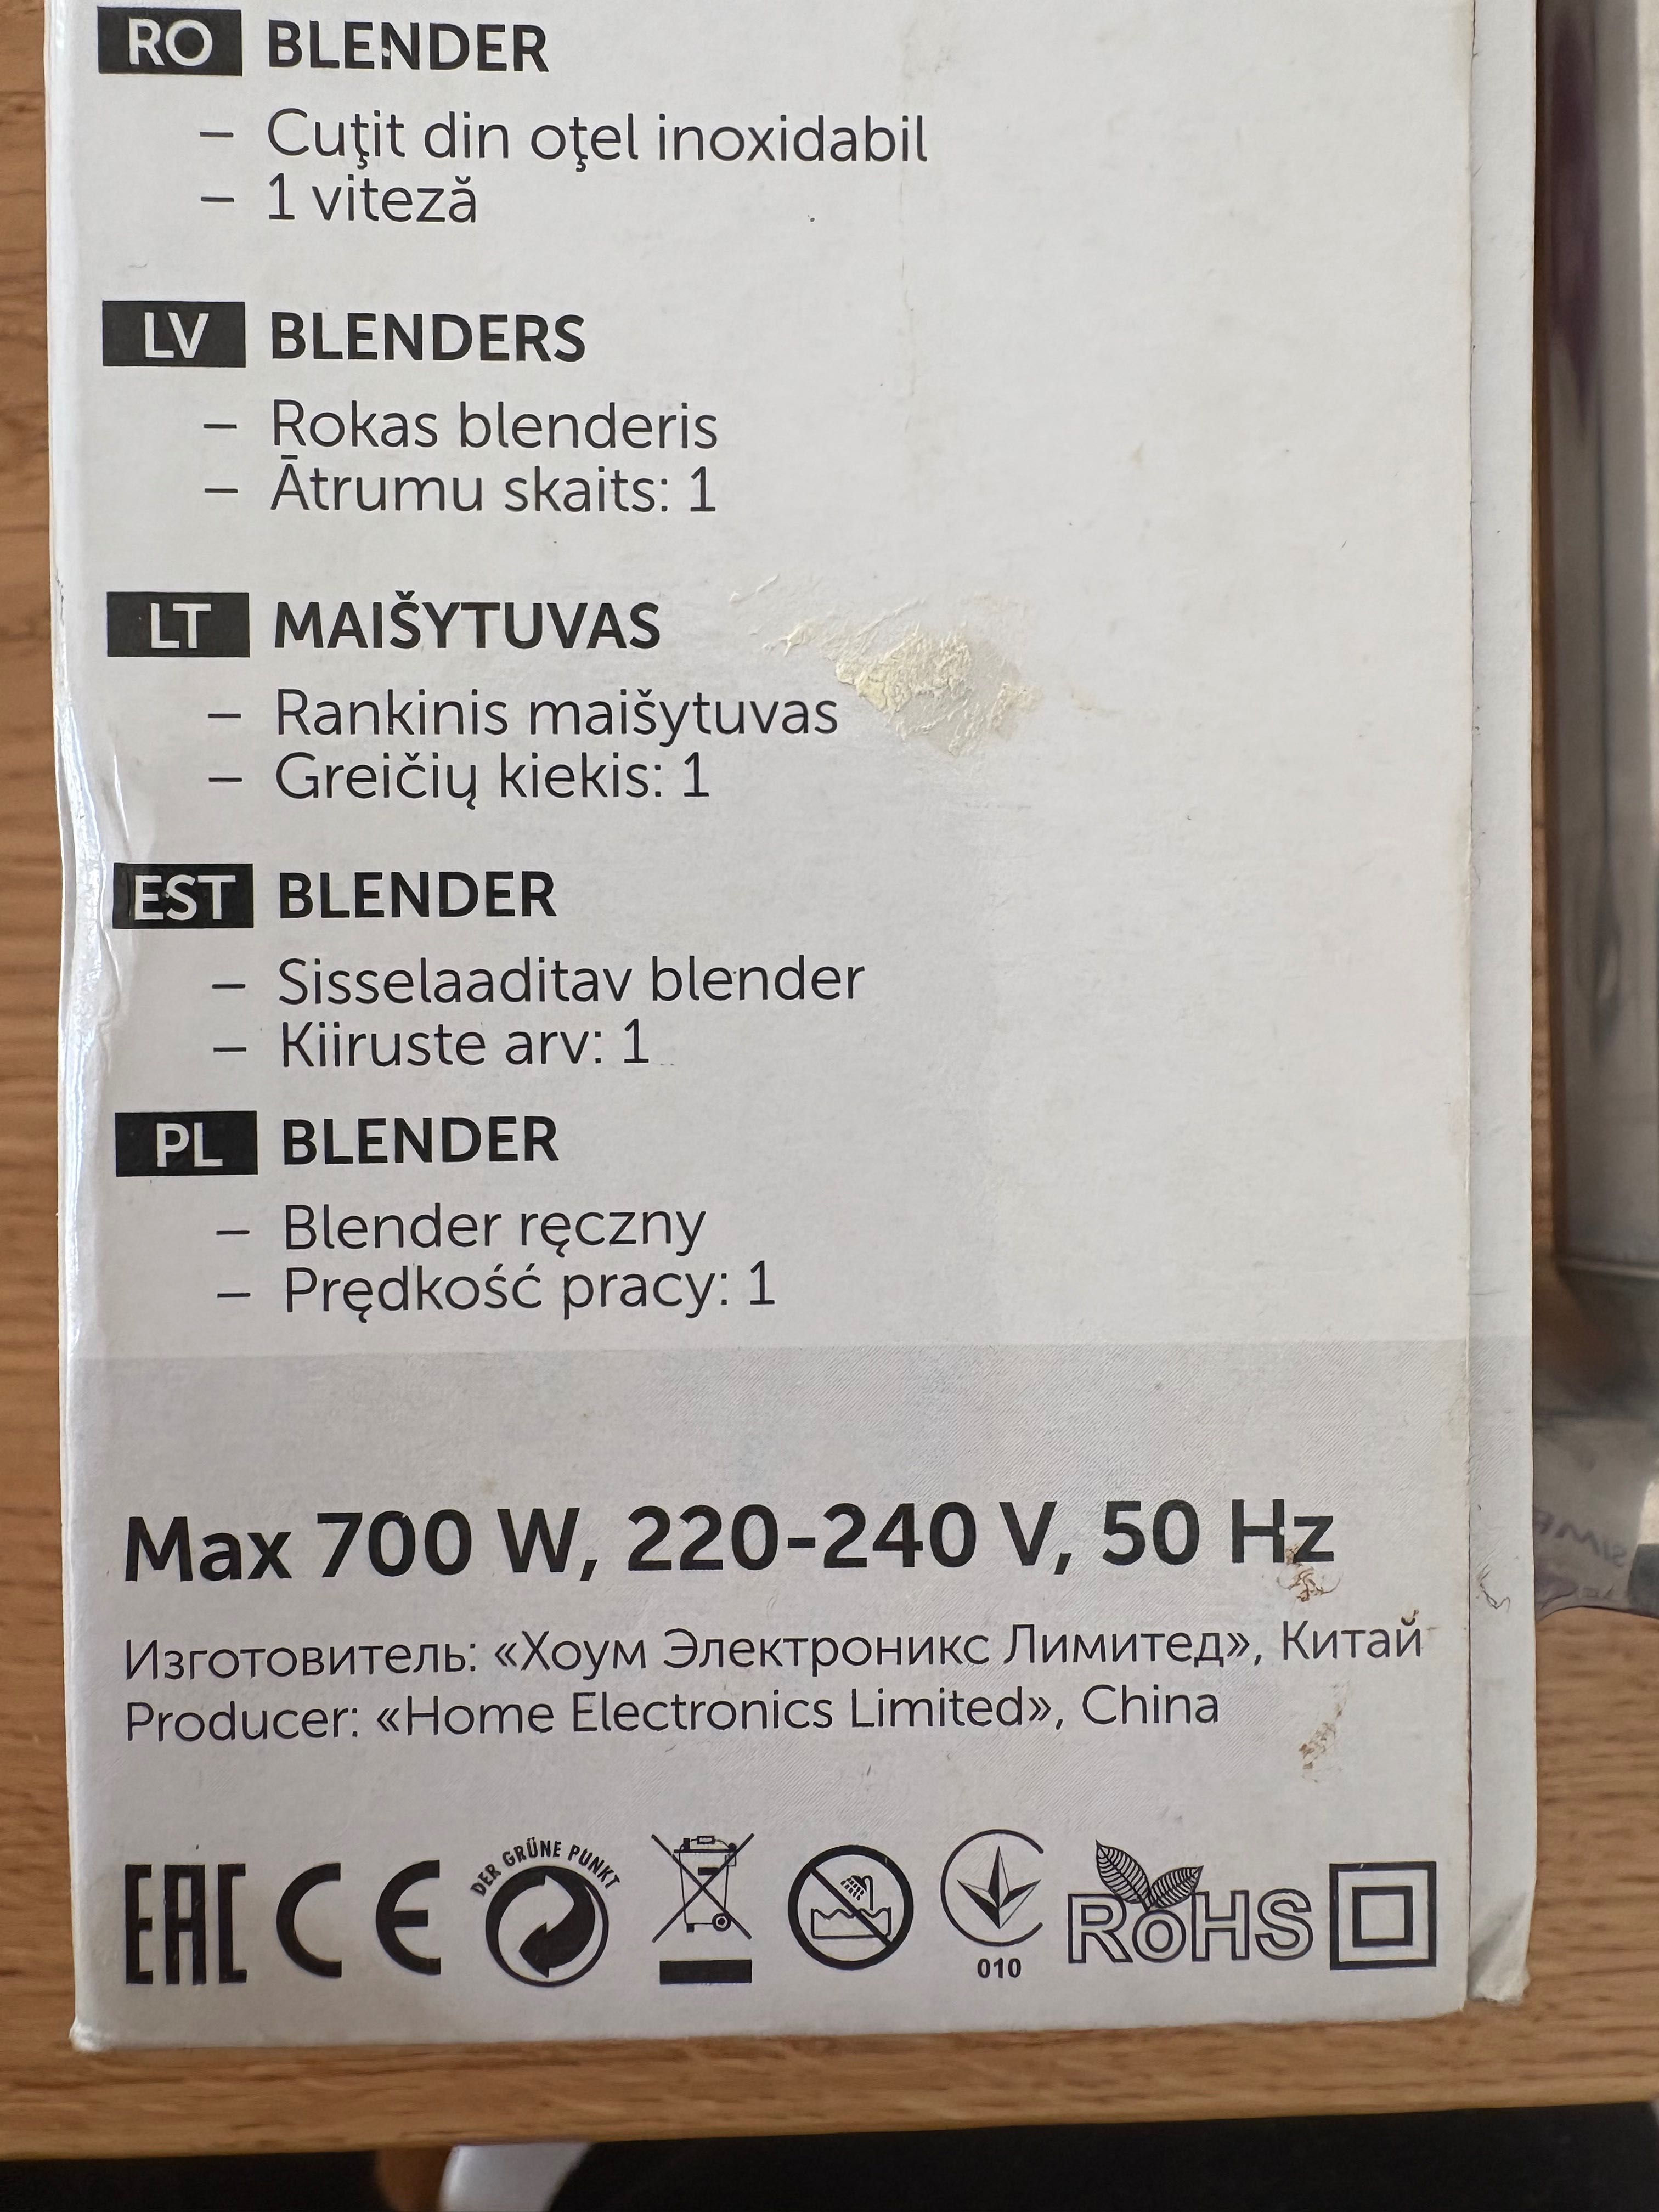 RO BLENDER
– Cuţit din oţel inoxidabil
– 1 viteză
LV BLENDERS
– Rokas blenderis
– Ātrumu skaits: 1
LT MAIŠYTUVAS
– Rankinis maišytuvas
– Greičių kiekis: 1
EST BLENDER
– Sisselaaditav blender
– Kiiruste arv: 1
PL BLENDER
– Blender ręczny
– Prędkość pracy: 1
Max 700 W, 220-240 V, 50 Hz
Изготовитель: «Хоум Электроникс Лимитед», Китай
Producer: «Home Electronics Limited», China
EAC CE DER GRÜNE PUNKT 010 RoHS